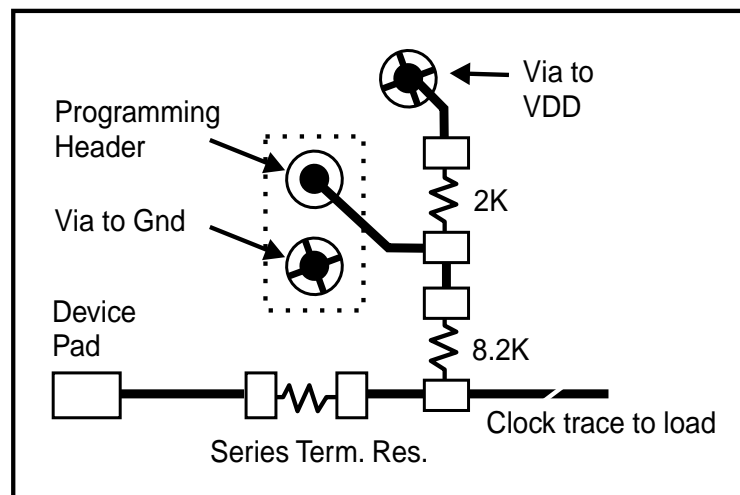 Via to
VDD
Programming
Header
2K
Via to Gnd
Device
Pad
8.2K
Clock trace to load
Series Term. Res.